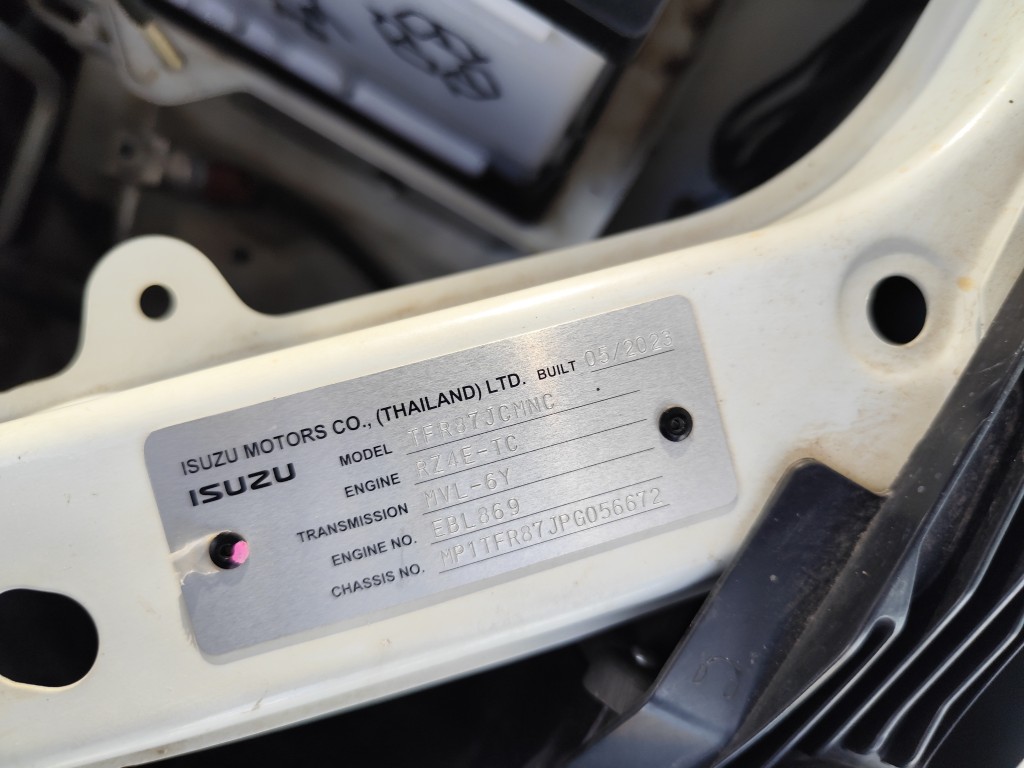 ISUZU MOTORS CO., (THAILAND) LTD. BUILT 05/2023
ISUZU
MODEL TFR87JCMNC
ENGINE RZ4E-TC
TRANSMISSION MVL-6Y
ENGINE NO. EBL869
CHASSIS NO. MP1TFR87JPG056672